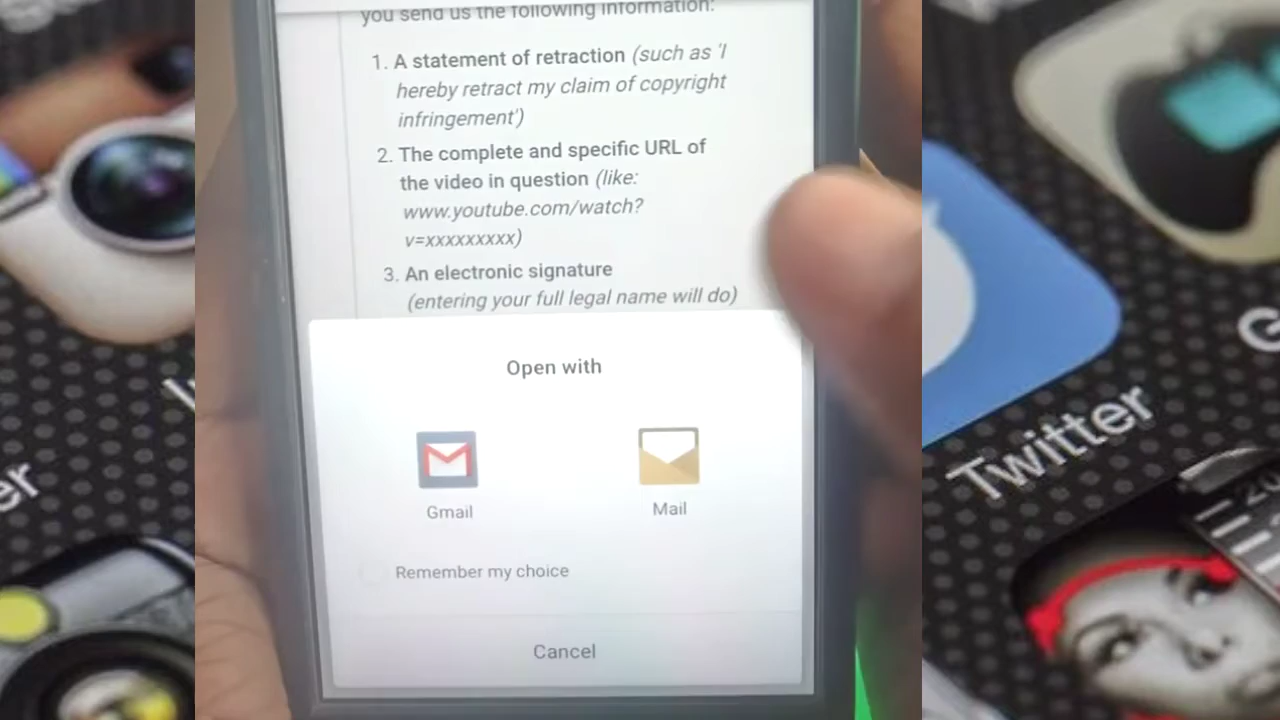 you send us the following information:
1. A statement of retraction (such as 'I
hereby retract my claim of copyright
infringement')
2. The complete and specific URL of
the video in question (like:
www.youtube.com/watch?
v=xxxxxxxxx)
3. An electronic signature
(entering your full legal name will do)
Open with
Gmail
Mail
Remember my choice
Cancel
Twitter
er